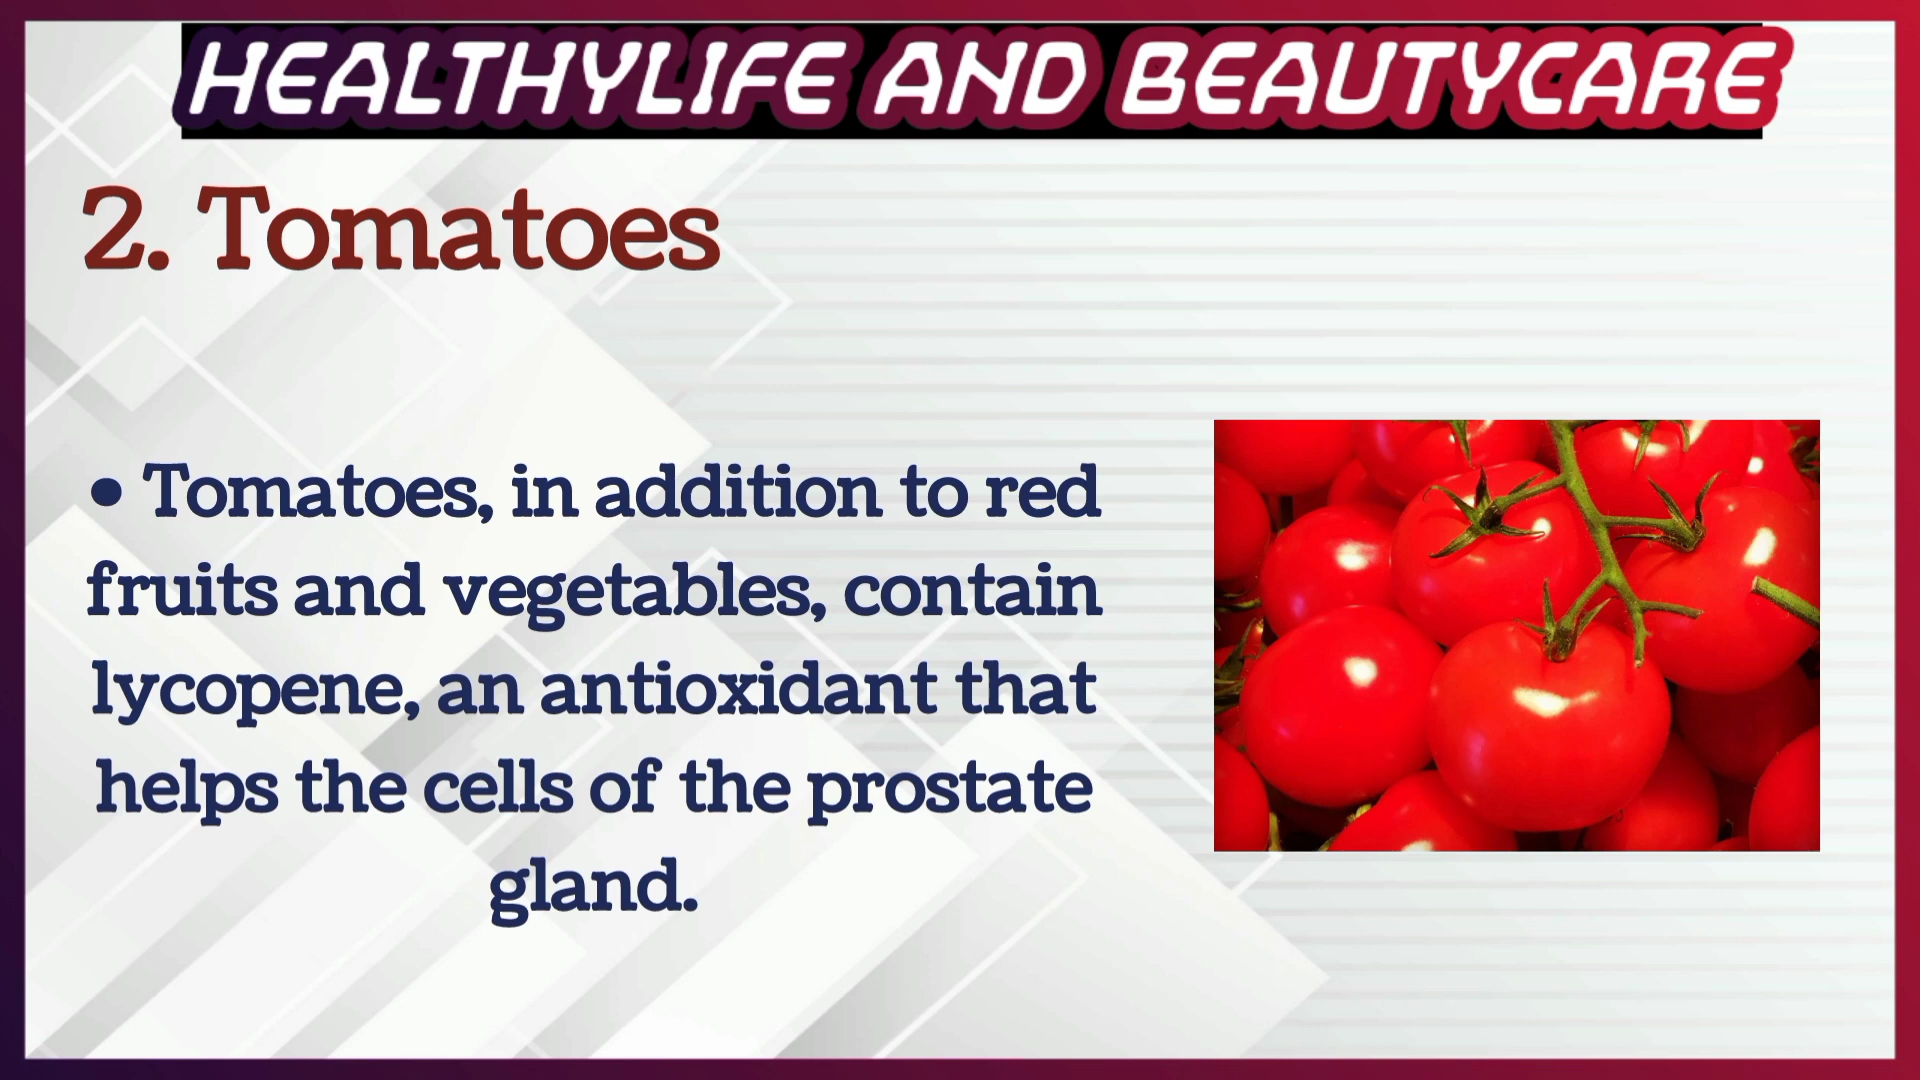 HEALTHYLIFE AND BEAUTYCARE
2. Tomatoes
• Tomatoes, in addition to red
fruits and vegetables, contain
lycopene, an antioxidant that
helps the cells of the prostate
gland.